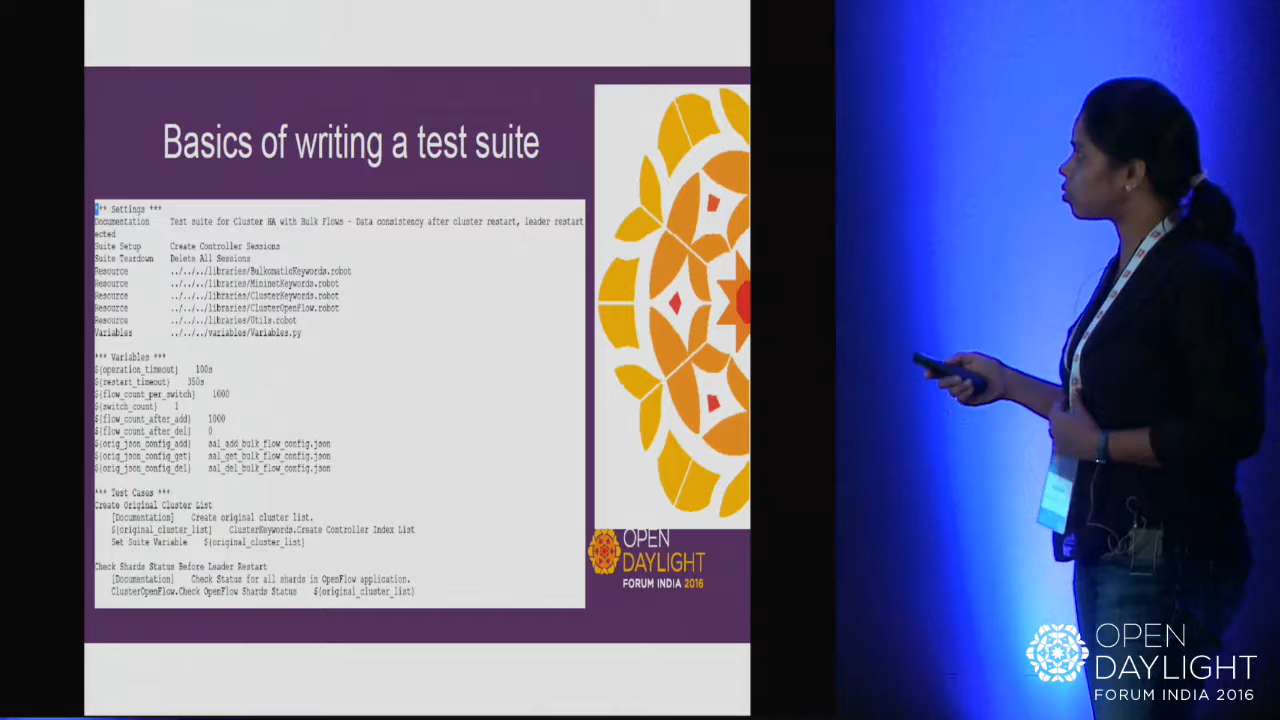 Basics of writing a test suite
*** Settings ***
Documentation Test suite for Cluster HA with Bulk Flows - Data consistency after cluster restart, leader restart
ected
Suite Setup Create Controller Sessions
Suite Teardown Delete All Sessions
Resource ../../../libraries/BulkomaticKeywords.robot
Resource ../../../libraries/MininetKeywords.robot
Resource ../../../libraries/ClusterKeywords.robot
Resource ../../../libraries/ClusterOpenFlow.robot
Resource ../../../libraries/Utils.robot
Variables ../../../variables/Variables.py
*** Variables ***
${operation_timeout} 100s
${restart_timeout} 350s
${flow_count_per_switch} 1000
${switch_count} 1
${flow_count_after_add} 1000
${flow_count_after_del} 0
${orig_json_config_add} sal_add_bulk_flow_config.json
${orig_json_config_get} sal_get_bulk_flow_config.json
${orig_json_config_del} sal_del_bulk_flow_config.json
*** Test Cases ***
Create Original Cluster List
[Documentation] Create original cluster list.
${original_cluster_list} ClusterKeywords.Create Controller Index List
Set Suite Variable ${original_cluster_list}
Check Shards Status Before Leader Restart
[Documentation] Check Status for all shards in OpenFlow application.
ClusterOpenFlow.Check OpenFlow Shards Status ${original_cluster_list}
OPEN
DAYLIGHT
FORUM INDIA 2016
OPEN
DAYLIGHT
FORUM INDIA 2016